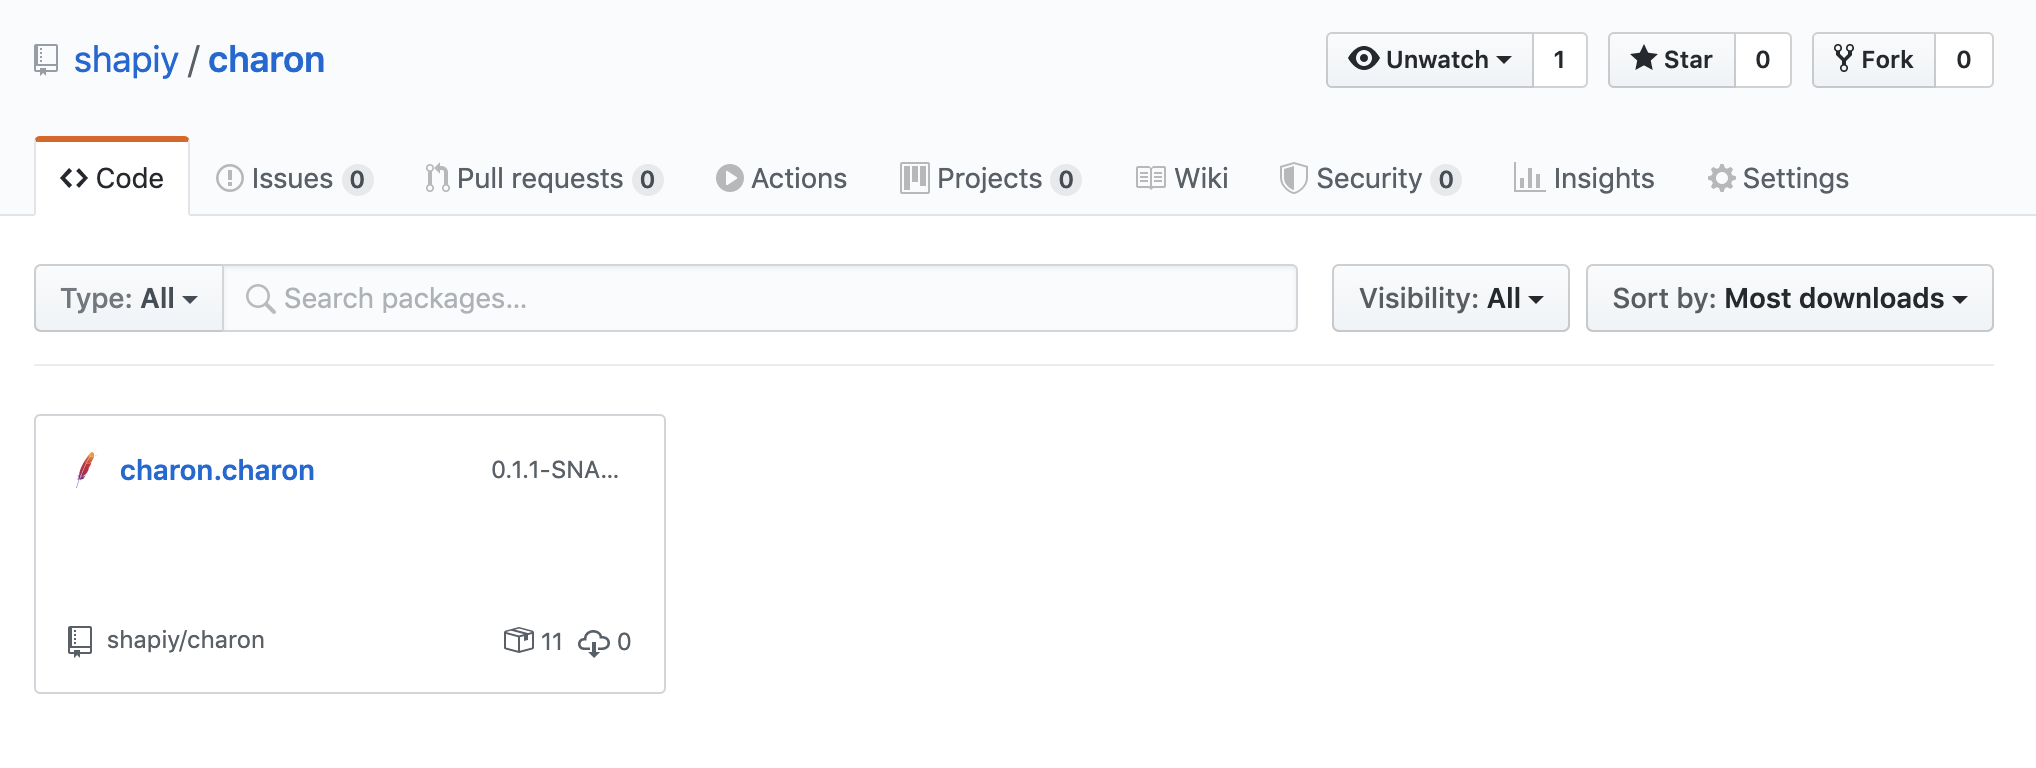 shapiy / charon
Unwatch 1 Star 0 Fork 0
Code Issues 0 Pull requests 0 Actions Projects 0 Wiki Security 0 Insights Settings
Type: All Search packages... Visibility: All Sort by: Most downloads
charon.charon 0.1.1-SNA...
shapiy/charon 11 0